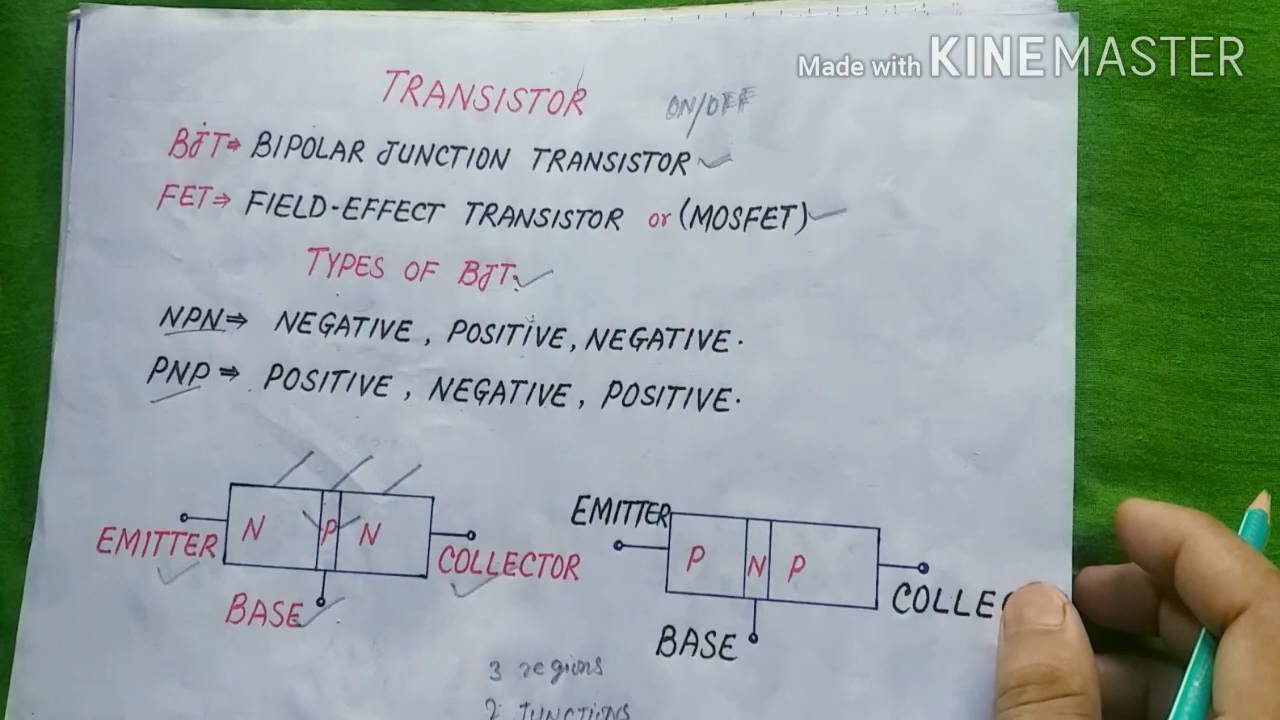 Made with KINEMASTER
TRANSISTOR ON/OFF
BJT⇒ BIPOLAR JUNCTION TRANSISTOR
FET⇒ FIELD-EFFECT TRANSISTOR or (MOSFET)
TYPES OF BJT:
NPN⇒ NEGATIVE, POSITIVE, NEGATIVE.
PNP⇒ POSITIVE, NEGATIVE, POSITIVE.
EMITTER N P N COLLECTOR
BASE
EMITTER
P N P
BASE
3 regions
2 JUNCTIONS